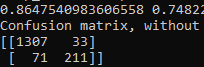 0.8647540983606558 0.74822
Confusion matrix, without
[[1307 33]
[ 71 211]]